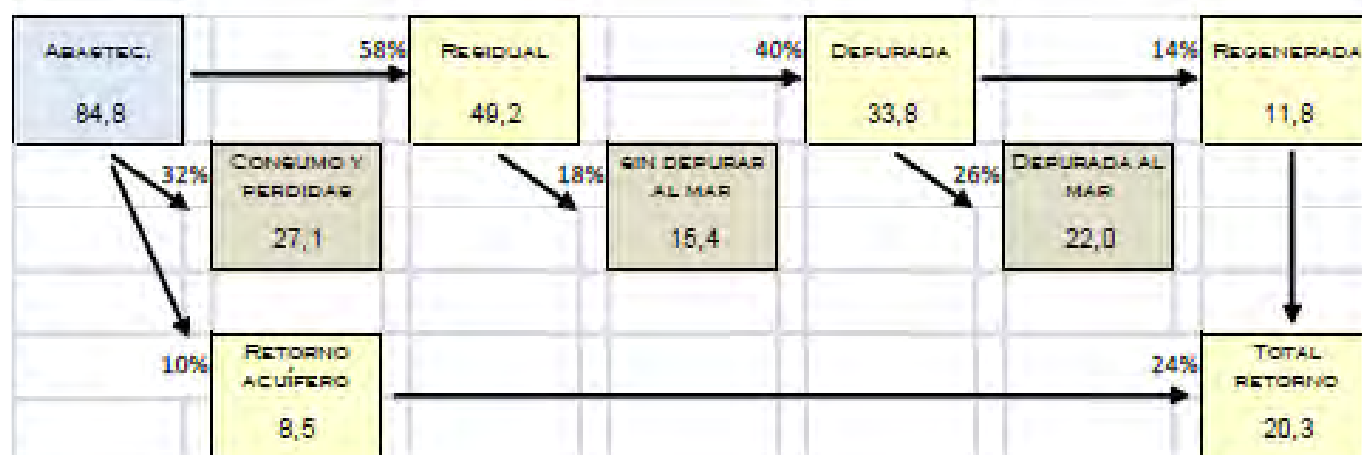 ABASTEC.
84,8
58%
RESIDUAL
49,2
40%
DEPURADA
33,8
14%
REGENERADA
11,8
32%
CONSUMO Y
PERDIDAS
27,1
18%
SIN DEPURAR
AL MAR
15,4
26%
DEPURADA AL
MAR
22,0
10%
RETORNO
ACUÍFERO
8,5
24%
TOTAL
RETORNO
20,3